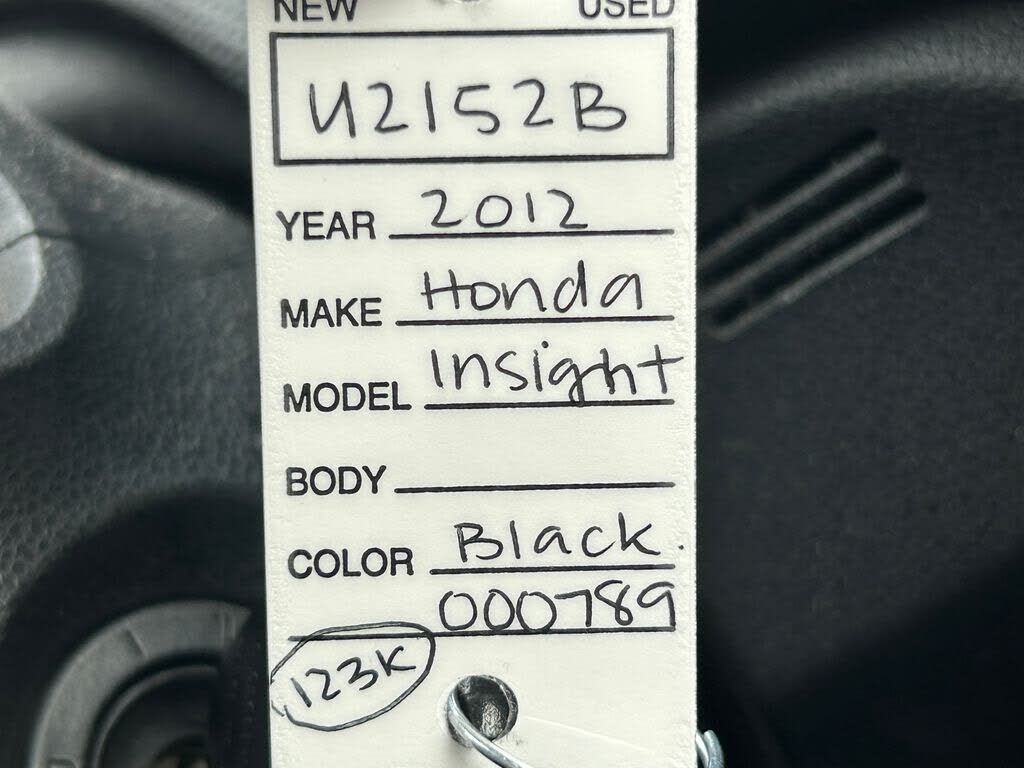 NEW USED
U2152B
YEAR 2012
MAKE Honda
MODEL Insight
BODY
COLOR Black.
000789
123K